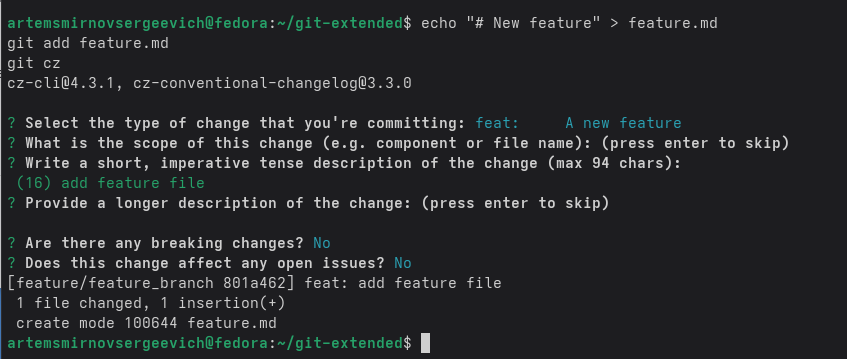 artemsmirnovsergeevich@fedora:~/git-extended$ echo "# New feature" > feature.md
git add feature.md
git cz
cz-cli@4.3.1, cz-conventional-changelog@3.3.0
? Select the type of change that you're committing: feat:     A new feature
? What is the scope of this change (e.g. component or file name): (press enter to skip)
? Write a short, imperative tense description of the change (max 94 chars):
 (16) add feature file
? Provide a longer description of the change: (press enter to skip)
? Are there any breaking changes? No
? Does this change affect any open issues? No
[feature/feature_branch 801a462] feat: add feature file
 1 file changed, 1 insertion(+)
 create mode 100644 feature.md
artemsmirnovsergeevich@fedora:~/git-extended$